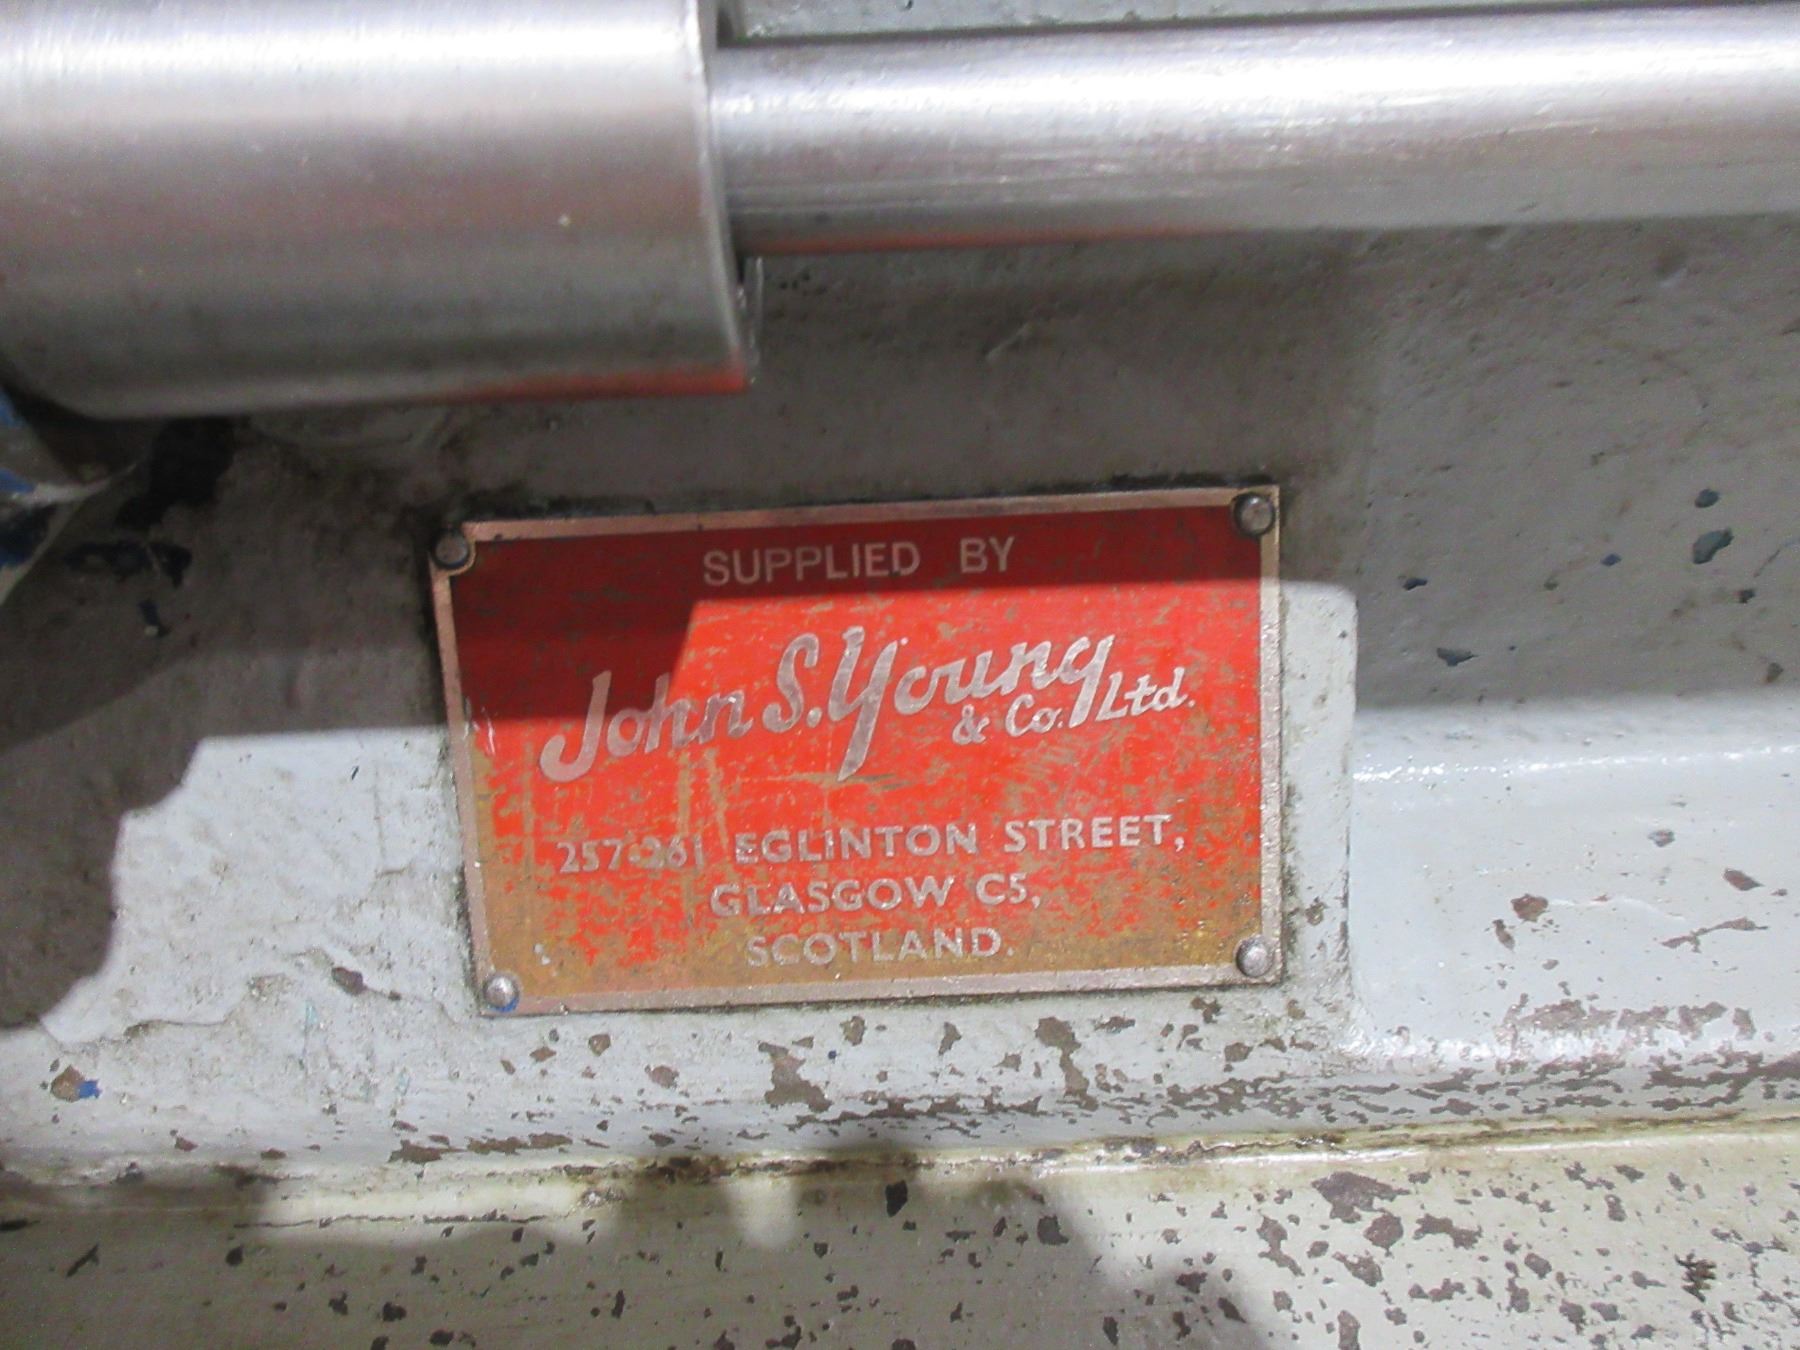 SUPPLIED BY
John S. Young
& Co. Ltd.
257-261 EGLINTON STREET,
GLASGOW C5,
SCOTLAND.